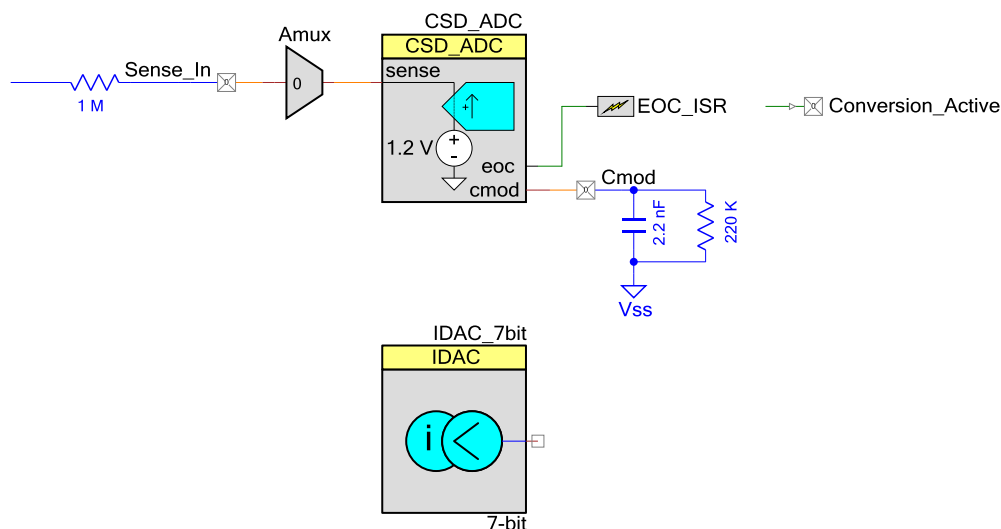 CSD_ADC
Amux
CSD_ADC
Sense_In
sense
0
1 M
+
EOC_ISR
Conversion_Active
1.2 V
+
-
eoc
cmod
Cmod
2.2 nF
220 K
Vss
IDAC_7bit
IDAC
i
7-bit